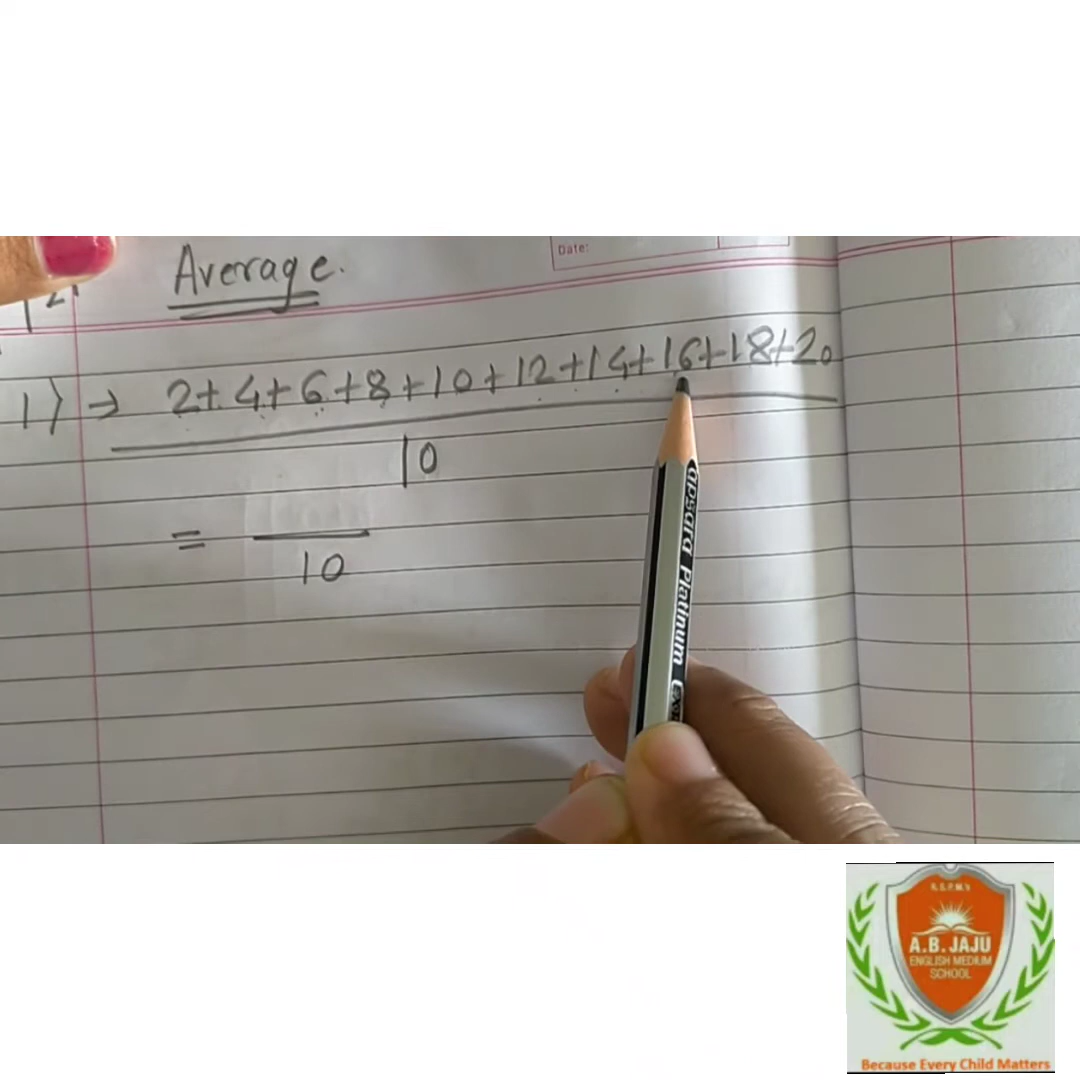 Date:
Average.
1) → 2+4+6+8+10+12+14+16+18+20
10
=
10
apsara Platinum
R.S.P.M.'s
A.B. JAJU
ENGLISH MEDIUM
SCHOOL
Because Every Child Matters